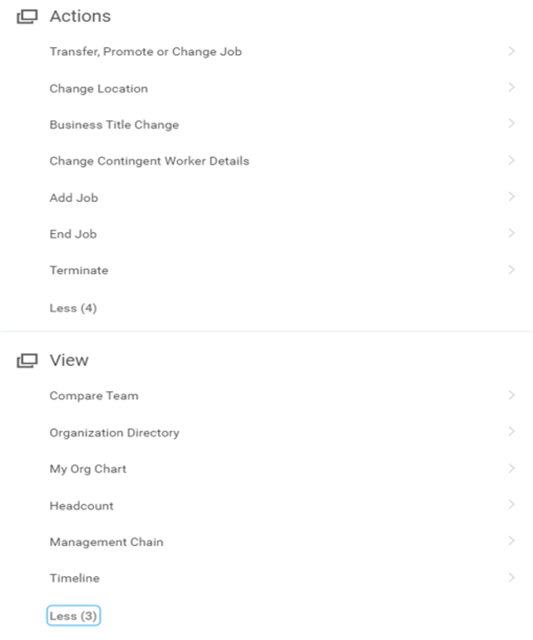 Actions
Transfer, Promote or Change Job
Change Location
Business Title Change
Change Contingent Worker Details
Add Job
End Job
Terminate
Less (4)
View
Compare Team
Organization Directory
My Org Chart
Headcount
Management Chain
Timeline
Less (3)